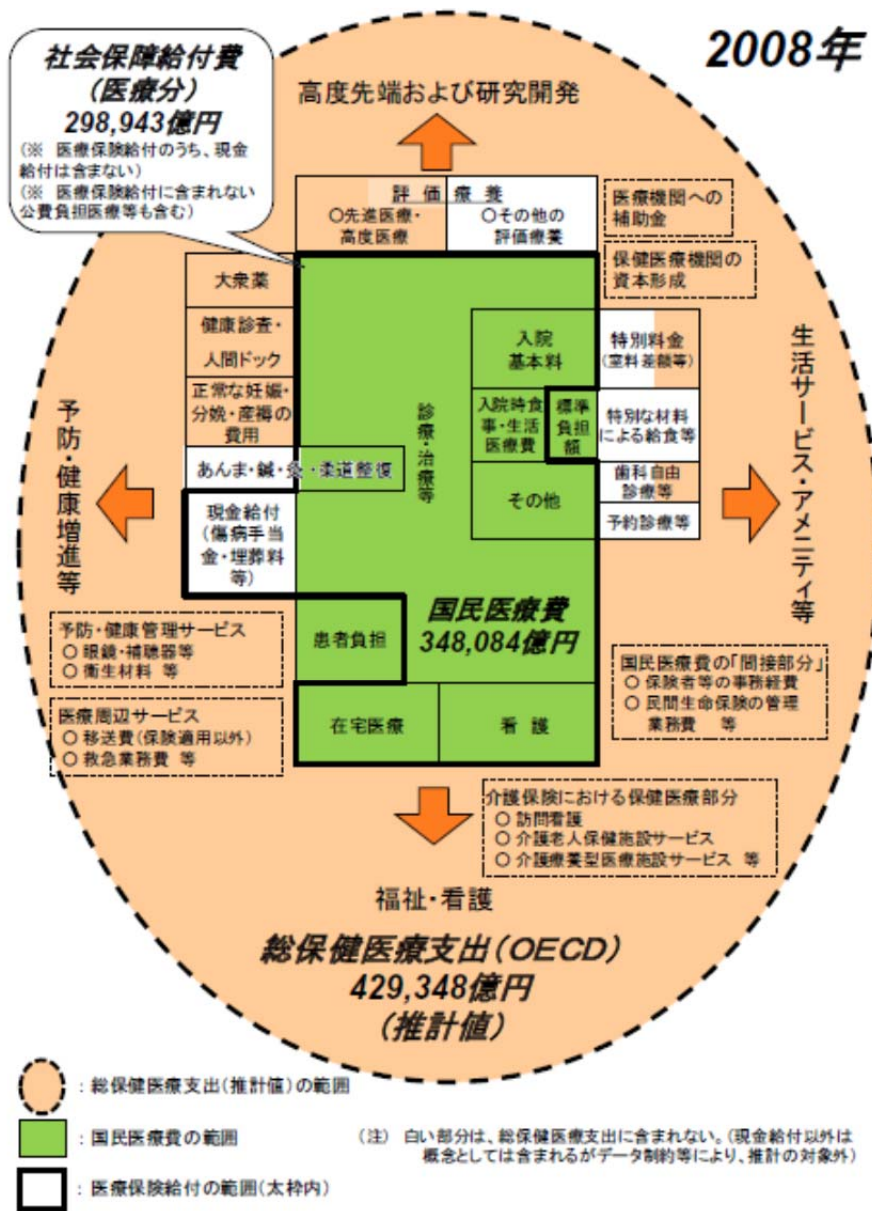 2008年
社会保障給付費
(医療分)
298,943億円
(※ 医療保険給付のうち、現金
給付は含まない)
(※ 医療保険給付に含まれない
公費負担医療等も含む)
高度先端および研究開発
評 価 療 養
○先進医療・
高度医療
○その他の
評価療養
医療機関への
補助金
保健医療機関の
資本形成
大衆薬
健康診査・
人間ドック
正常な妊娠・
分娩・産褥の
費用
あんま・鍼・灸・柔道整復
現金給付
(傷病手当
金・埋葬料
等)
診療・治療等
入院
基本料
特別料金
(室料差額等)
入院時食
事・生活
医療費
標準
負担
額
特別な材料
による給食等
その他
歯科自由
診療等
予約診療等
予防・健康増進等
生活サービス・アメニティ等
国民医療費
348,084億円
患者負担
在宅医療
看 護
予防・健康管理サービス
○ 眼鏡・補聴器等
○衛生材料 等
医療周辺サービス
○ 移送費(保険適用以外)
○ 救急業務費 等
国民医療費の「間接部分」
○ 保険者等の事務経費
○ 民間生命保険の管理
業務費 等
介護保険における保健医療部分
○ 訪問看護
○ 介護老人保健施設サービス
○ 介護療養型医療施設サービス 等
福祉・看護
総保健医療支出(OECD)
429,348億円
(推計値)
:総保健医療支出(推計値)の範囲
:国民医療費の範囲
:医療保険給付の範囲(太枠内)
(注) 白い部分は、総保健医療支出に含まれない。(現金給付以外は
概念としては含まれるがデータ制約等により、推計の対象外)